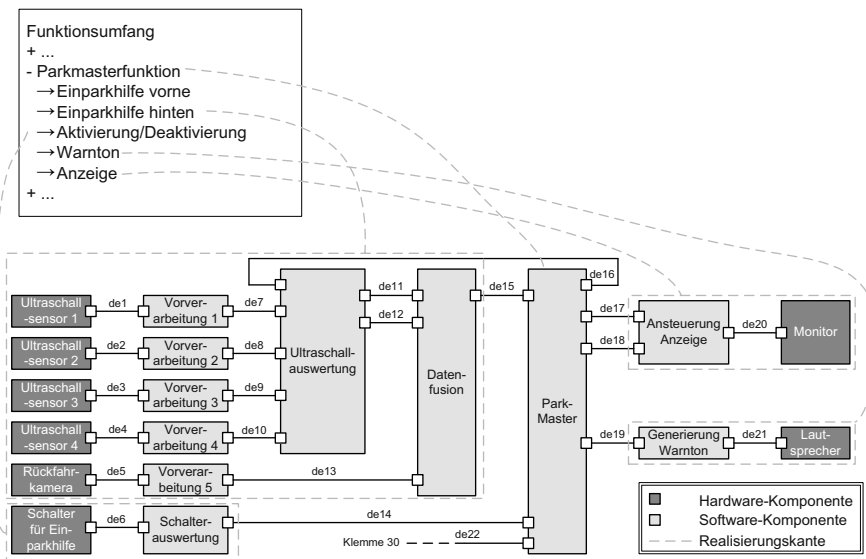 Funktionsumfang
+ ...
- Parkmasterfunktion
→Einparkhilfe vorne
→Einparkhilfe hinten
→Aktivierung/Deaktivierung
→Warnton
→Anzeige
+ ...
de16
Ultraschall
-sensor 1
de1
Vorver-
arbeitung 1
de7
de11
de15
de17
Ansteuerung
Anzeige
de20
Monitor
de12
Ultraschall
-sensor 2
de2
Vorver-
arbeitung 2
de8
de18
Ultraschall-
auswertung
Daten-
fusion
Ultraschall
-sensor 3
de3
Vorver-
arbeitung 3
de9
Park-
Master
Ultraschall
-sensor 4
de4
Vorver-
arbeitung 4
de10
de19
Generierung
Warnton
de21
Laut-
sprecher
Rückfahr-
kamera
de5
Vorverar-
beitung 5
de13
Schalter
für Ein-
parkhilfe
de6
Schalter-
auswertung
de14
Klemme 30
de22
Hardware-Komponente
Software-Komponente
Realisierungskante